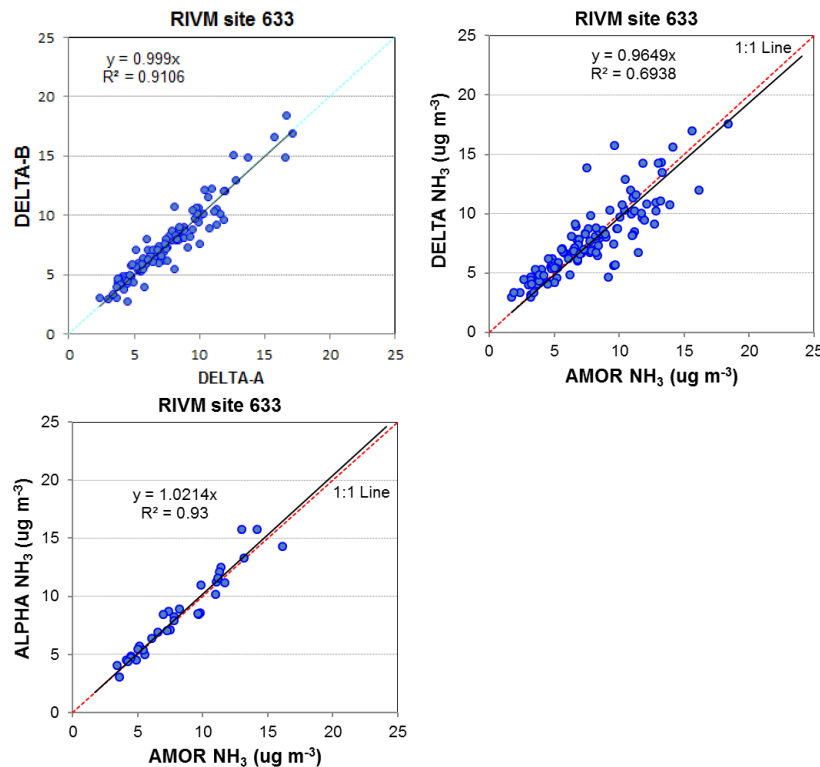 RIVM site 633
25
20
15
10
5
0
DELTA-B
y = 0.999x
R² = 0.9106
0 5 10 15 20 25
DELTA-A
RIVM site 633
25
20
15
10
5
0
DELTA NH₃ (ug m⁻³)
y = 0.9649x
R² = 0.6938
1:1 Line
0 5 10 15 20 25
AMOR NH₃ (ug m⁻³)
RIVM site 633
25
20
15
10
5
0
ALPHA NH₃ (ug m⁻³)
y = 1.0214x
R² = 0.93
1:1 Line
0 5 10 15 20 25
AMOR NH₃ (ug m⁻³)